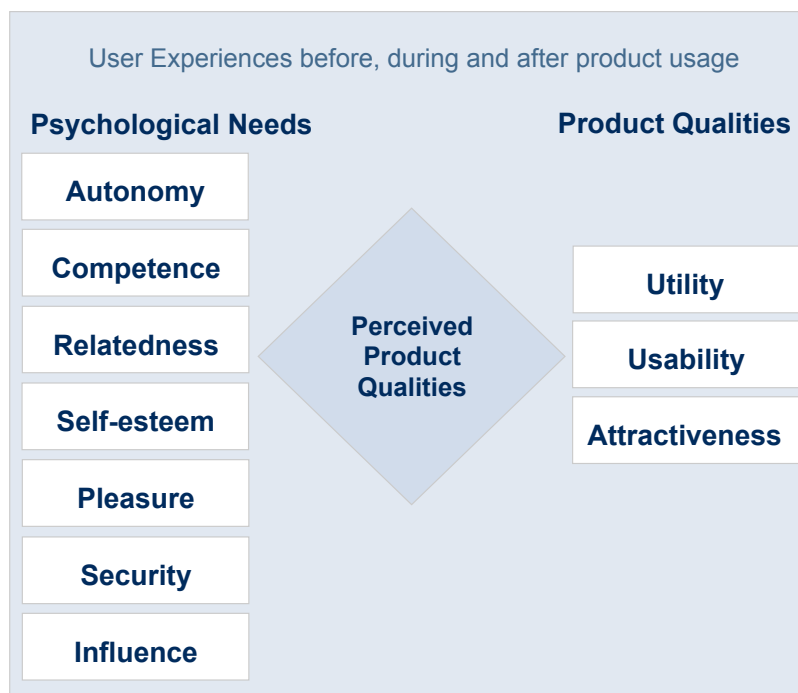 User Experiences before, during and after product usage
Psychological Needs
Autonomy
Competence
Relatedness
Self-esteem
Pleasure
Security
Influence
Perceived
Product
Qualities
Product Qualities
Utility
Usability
Attractiveness